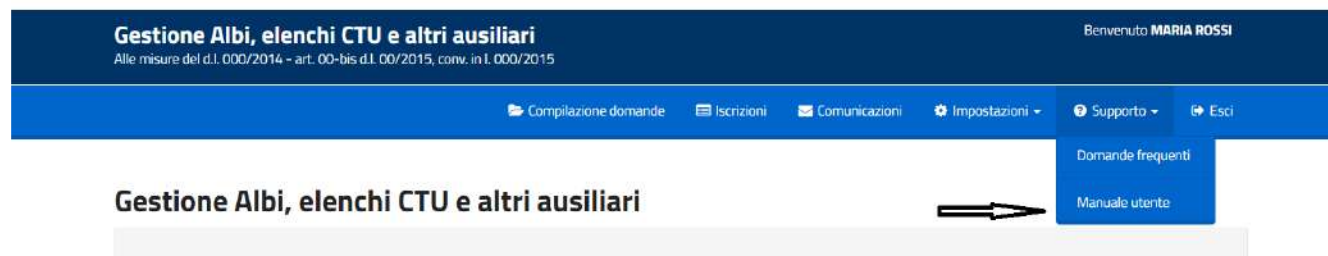 Gestione Albi, elenchi CTU e altri ausiliari
Benvenuto MARIA ROSSI
Alle misure del d.l. 000/2014 - art. 00-bis d.l. 00/2015, conv. in l. 000/2015
Compilazione domande Iscrizioni Comunicazioni Impostazioni Supporto Esci
Domande frequenti
Manuale utente
Gestione Albi, elenchi CTU e altri ausiliari